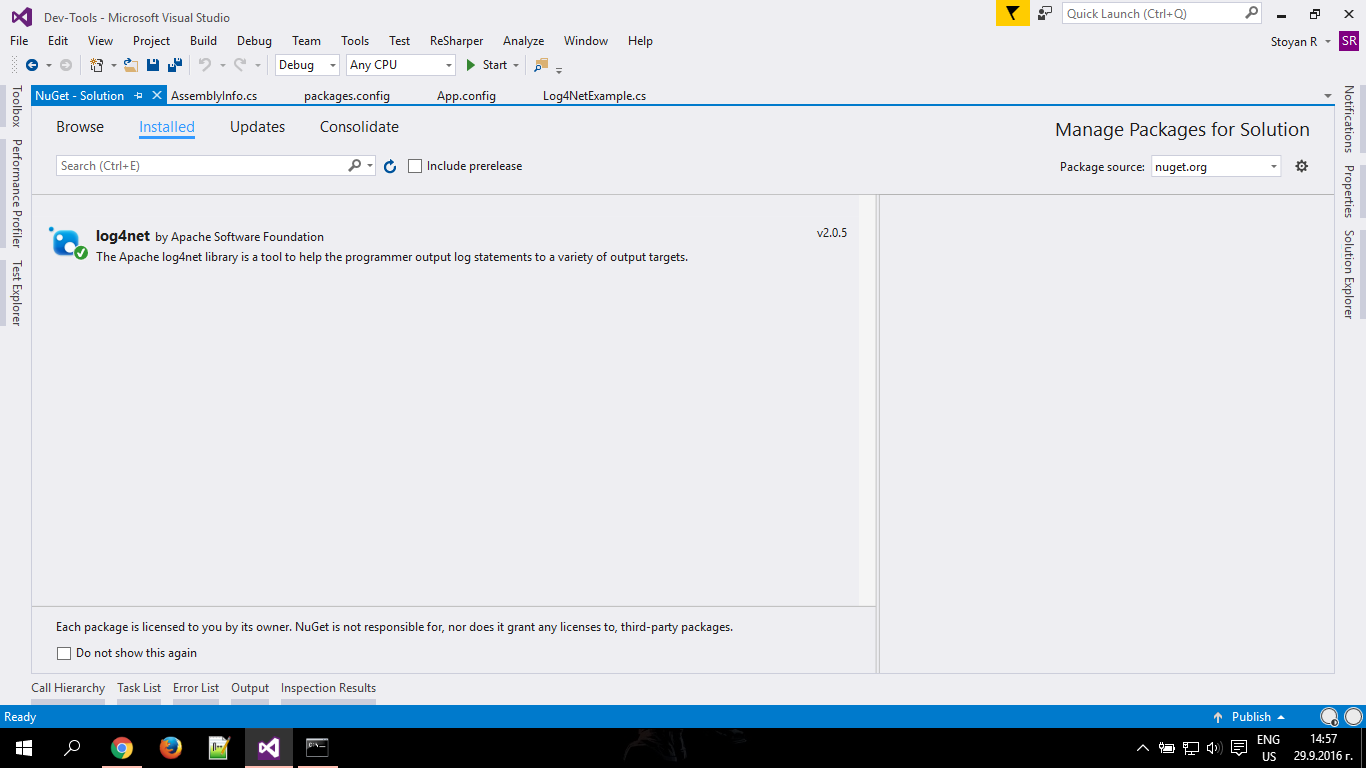 Dev-Tools - Microsoft Visual Studio
Quick Launch (Ctrl+Q)
File Edit View Project Build Debug Team Tools Test ReSharper Analyze Window Help
Stoyan R SR
Debug Any CPU Start
NuGet - Solution AssemblyInfo.cs packages.config App.config Log4NetExample.cs
Toolbox
Performance Profiler
Test Explorer
Browse Installed Updates Consolidate
Manage Packages for Solution
Search (Ctrl+E) Include prerelease
Package source: nuget.org
log4net by Apache Software Foundation v2.0.5
The Apache log4net library is a tool to help the programmer output log statements to a variety of output targets.
Each package is licensed to you by its owner. NuGet is not responsible for, nor does it grant any licenses to, third-party packages.
Do not show this again
Notifications
Properties
Solution Explorer
Call Hierarchy Task List Error List Output Inspection Results
Ready Publish
ENG 14:57
US 29.9.2016 г.